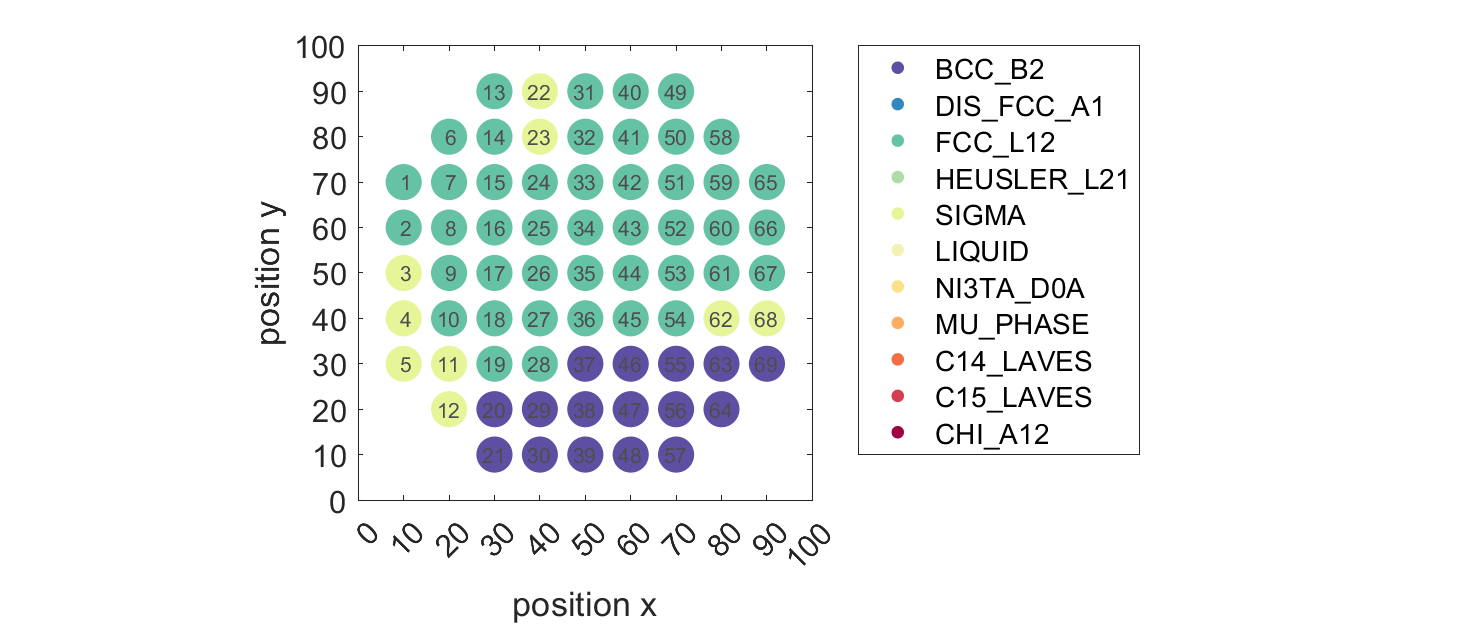 100
90
80
70
60
50
40
30
20
10
0
position y
13 22 31 40 49
6 14 23 32 41 50 58
1 7 15 24 33 42 51 59 65
2 8 16 25 34 43 52 60 66
3 9 17 26 35 44 53 61 67
4 10 18 27 36 45 54 62 68
5 11 19 28 37 46 55 63 69
12 20 29 38 47 56 64
21 30 39 48 57
0 10 20 30 40 50 60 70 80 90 100
position x
BCC_B2
DIS_FCC_A1
FCC_L12
HEUSLER_L21
SIGMA
LIQUID
NI3TA_D0A
MU_PHASE
C14_LAVES
C15_LAVES
CHI_A12